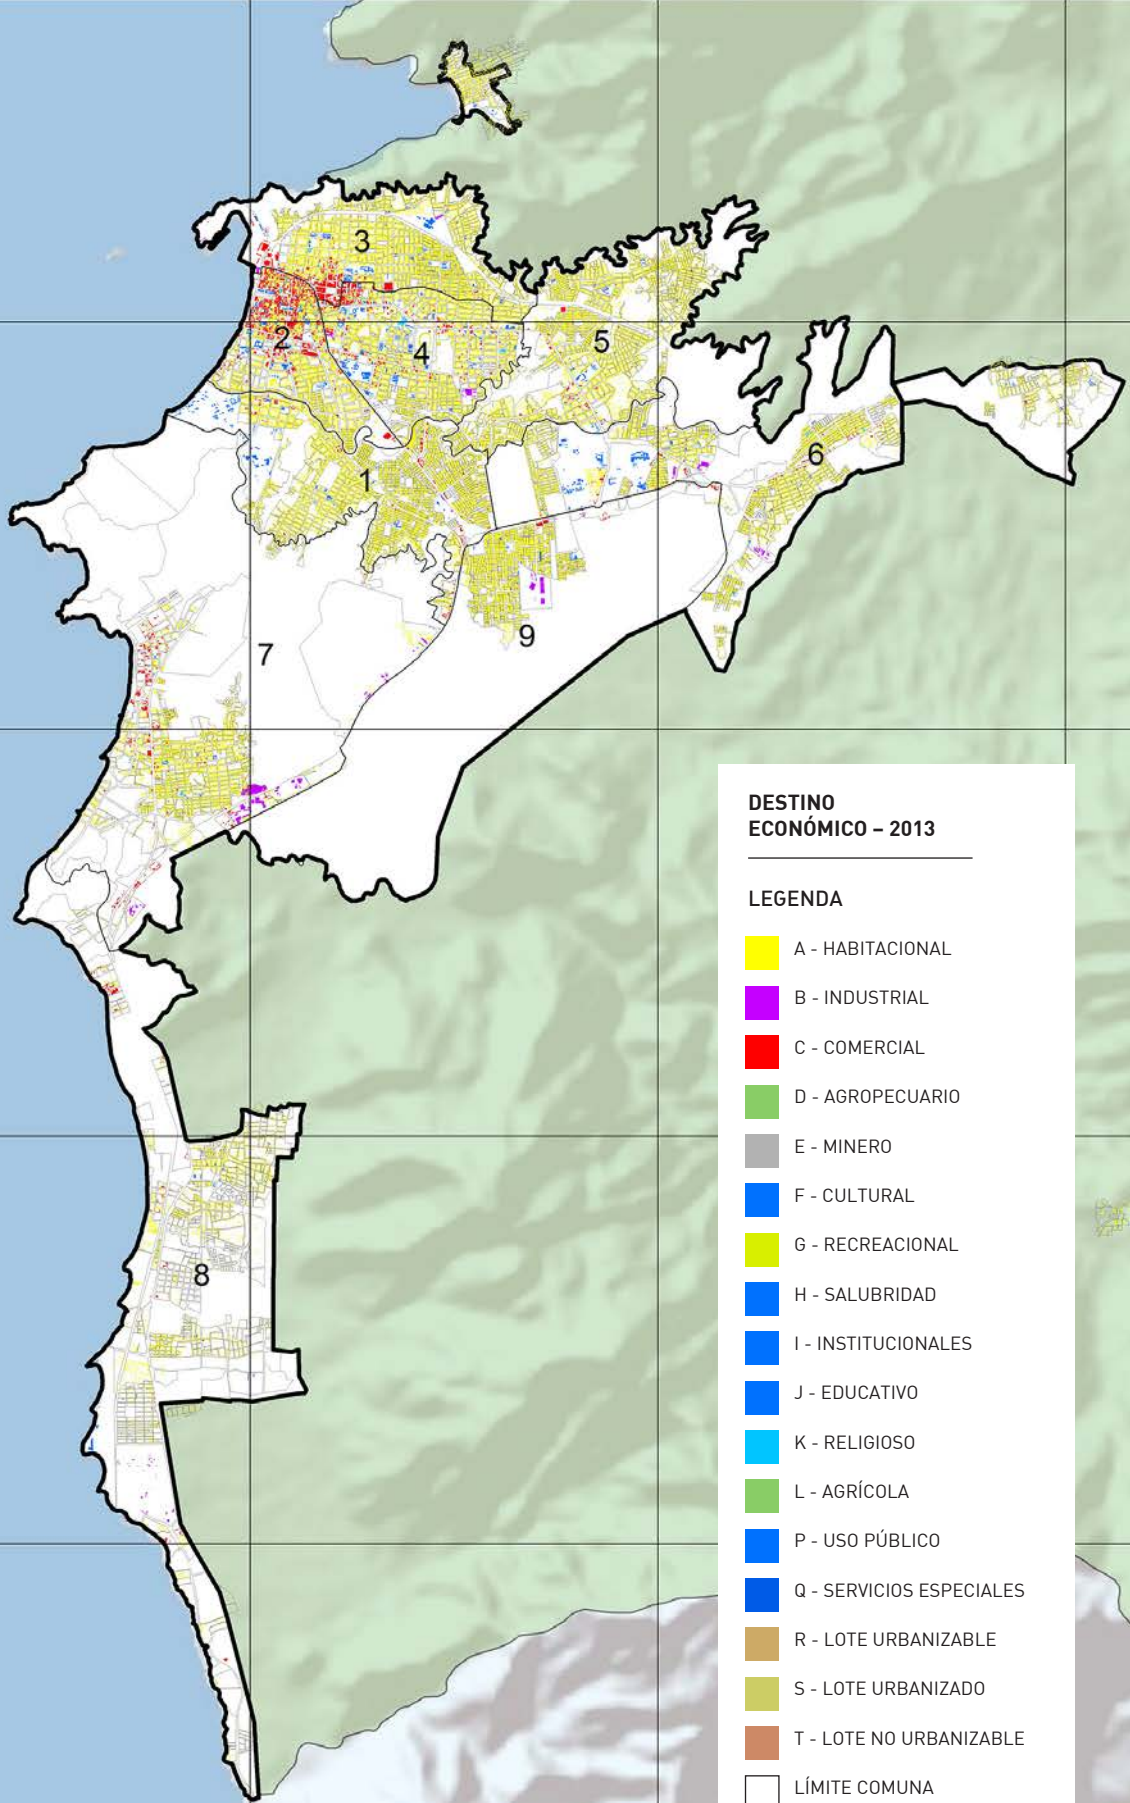 3
2
4
5
6
1
7
9
8
DESTINO
ECONÓMICO – 2013
LEGENDA
A - HABITACIONAL
B - INDUSTRIAL
C - COMERCIAL
D - AGROPECUARIO
E - MINERO
F - CULTURAL
G - RECREACIONAL
H - SALUBRIDAD
I - INSTITUCIONALES
J - EDUCATIVO
K - RELIGIOSO
L - AGRÍCOLA
P - USO PÚBLICO
Q - SERVICIOS ESPECIALES
R - LOTE URBANIZABLE
S - LOTE URBANIZADO
T - LOTE NO URBANIZABLE
LÍMITE COMUNA